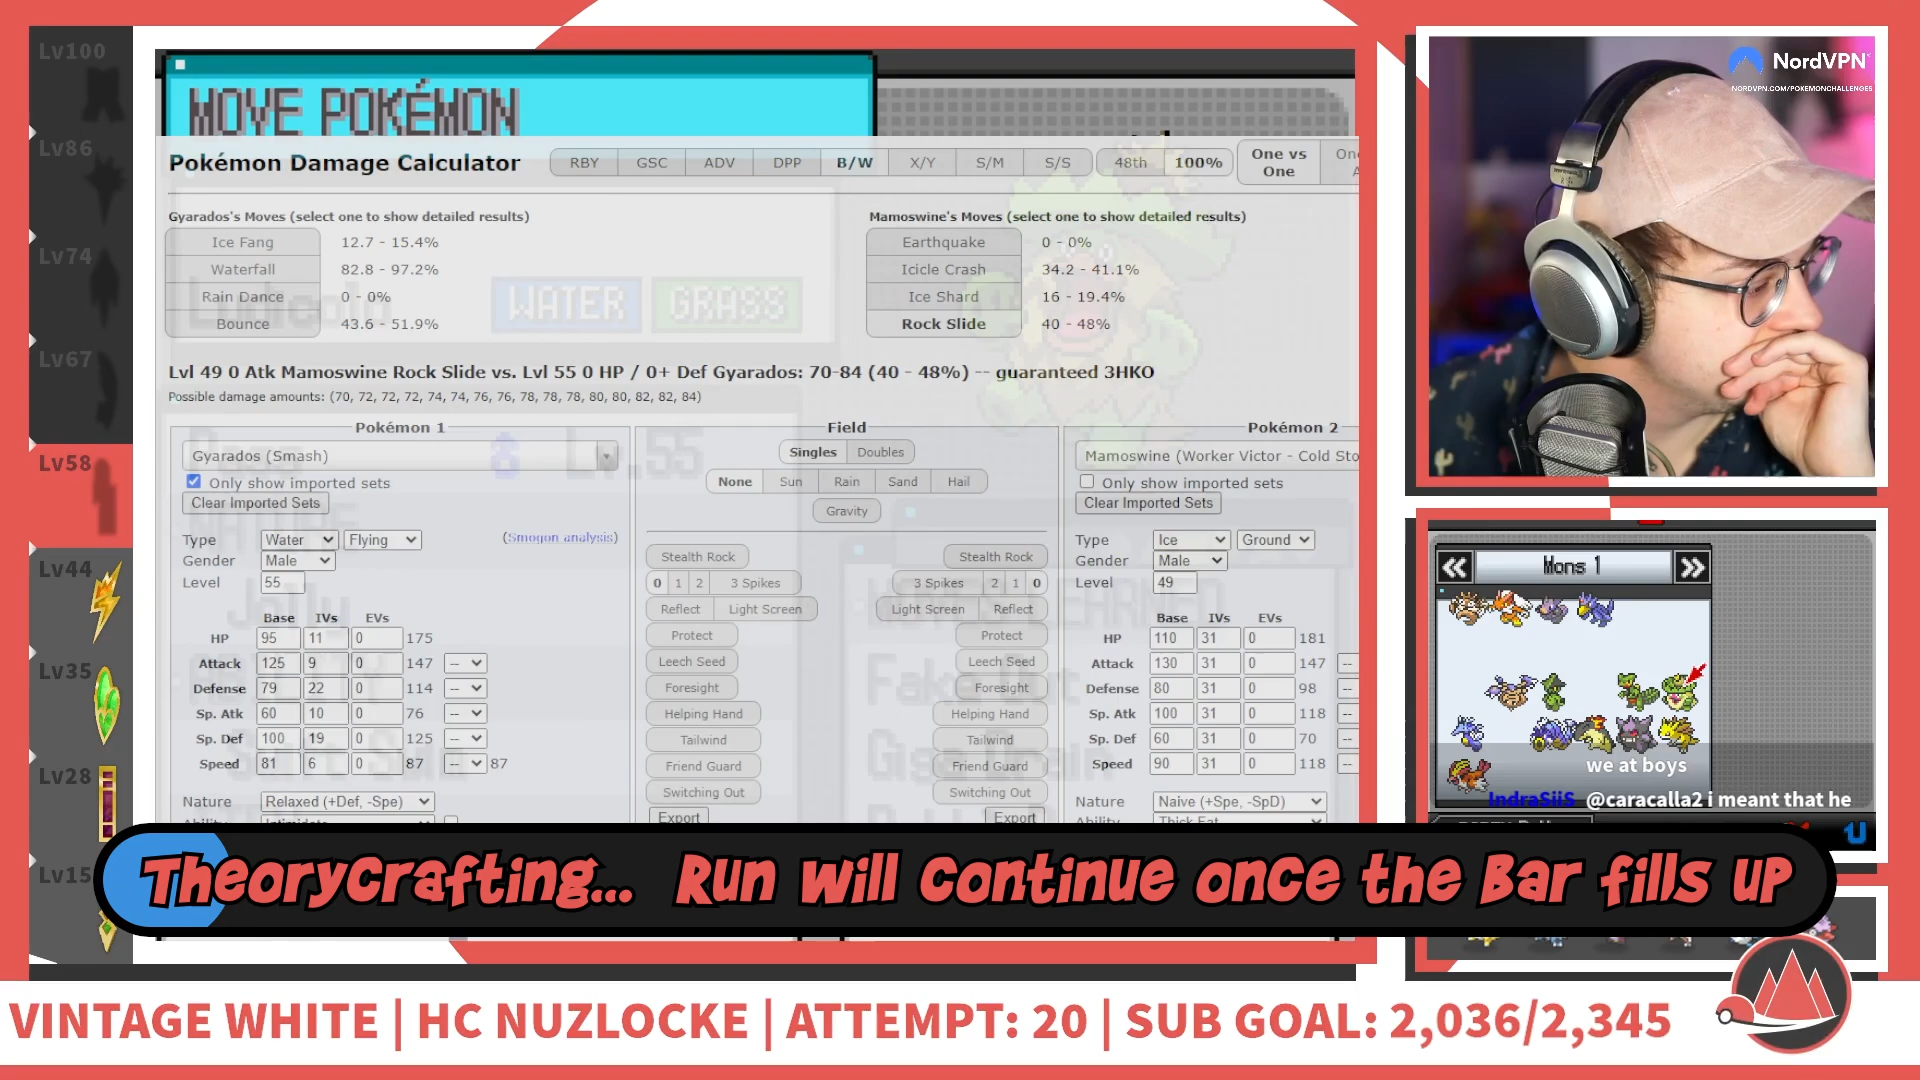 Lv100
Lv86
Lv74
Lv67
Lv58
Lv44
Lv35
Lv28
Lv15
MOVE POKÉMON
Pokémon Damage Calculator
RBY GSC ADV DPP B/W X/Y S/M S/S
48th 100%
One vs One
Gyarados's Moves (select one to show detailed results)
Ice Fang 12.7 - 15.4%
Waterfall 82.8 - 97.2%
Rain Dance 0 - 0%
Bounce 43.6 - 51.9%
Mamoswine's Moves (select one to show detailed results)
Earthquake 0 - 0%
Icicle Crash 34.2 - 41.1%
Ice Shard 16 - 19.4%
Rock Slide 40 - 48%
WATER GRASS
Lvl 49 0 Atk Mamoswine Rock Slide vs. Lvl 55 0 HP / 0+ Def Gyarados: 70-84 (40 - 48%) -- guaranteed 3HKO
Possible damage amounts: (70, 72, 72, 72, 74, 74, 76, 76, 78, 78, 78, 80, 80, 82, 82, 84)
Pokémon 1
Gyarados (Smash)
Lv.55
Only show imported sets
Clear Imported Sets
Type Water Flying
(Smogon analysis)
Gender Male
Level 55
Jolly
Base IVs EVs
HP 95 11 0 175
Attack 125 9 0 147 --
Defense 79 22 0 114 --
Sp. Atk 60 10 0 76 --
Sp. Def 100 19 0 125 --
Speed 81 6 0 87 -- 87
Nature Relaxed (+Def, -Spe)
Field
Singles Doubles
None Sun Rain Sand Hail
Gravity
Stealth Rock Stealth Rock
0 1 2 3 Spikes 3 Spikes 2 1 0
Reflect Light Screen Light Screen Reflect
Protect Protect
Leech Seed Leech Seed
Foresight Foresight
Helping Hand Helping Hand
Tailwind Tailwind
Friend Guard Friend Guard
Switching Out Switching Out
Export Export
Pokémon 2
Mamoswine (Worker Victor - Cold Sto
Only show imported sets
Clear Imported Sets
Type Ice Ground
Gender Male
Level 49
Base IVs EVs
HP 110 31 0 181
Attack 130 31 0 147 --
Defense 80 31 0 98 --
Sp. Atk 100 31 0 118 --
Sp. Def 60 31 0 70 --
Speed 90 31 0 118 --
Nature Naive (+Spe, -SpD)
NordVPN
NORDVPN.COM/POKEMONCHALLENGES
Mons 1
we at boys
IndraSiiS @caracalla2 i meant that he
TheoryCrafting... Run will continue once the Bar fills up
VINTAGE WHITE | HC NUZLOCKE | ATTEMPT: 20 | SUB GOAL: 2,036/2,345